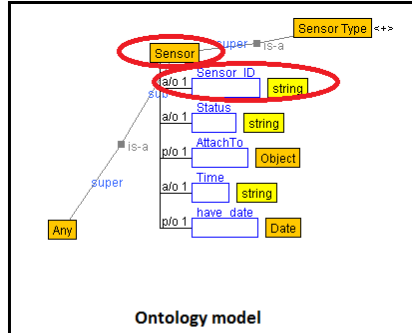 Sensor Type <+>
super is-a
Sensor
Sensor_ID
a/o 1 string
sub
Status
a/o 1 string
is-a
AttachTo
p/o 1 Object
super
Time
a/o 1 string
have_date
Any
p/o 1 Date
Ontology model